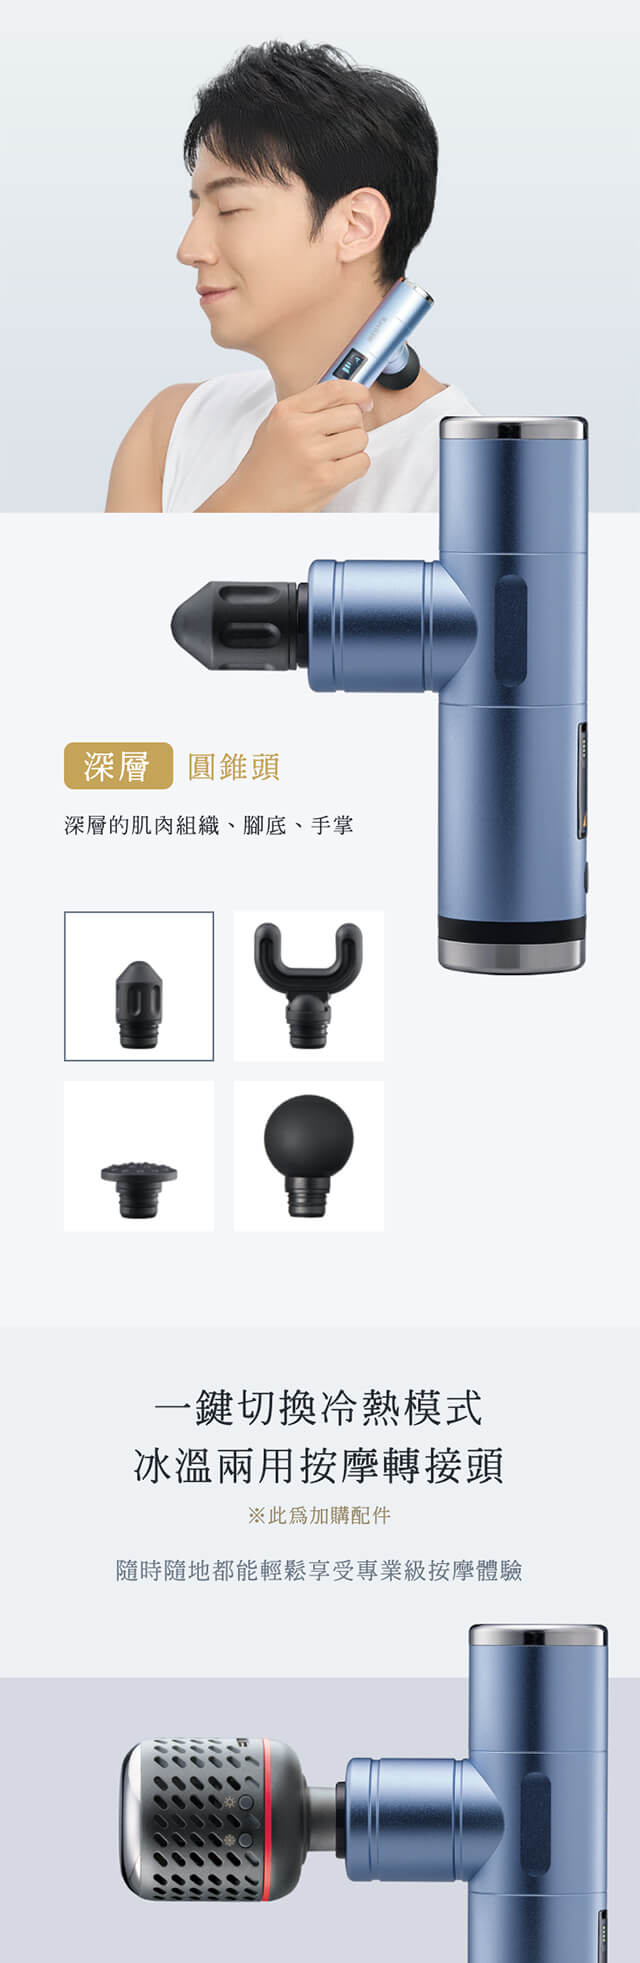 深層 圓錐頭
深層的肌肉組織、腳底、手掌
一鍵切換冷熱模式
冰溫兩用按摩轉接頭
※此為加購配件
隨時隨地都能輕鬆享受專業級按摩體驗